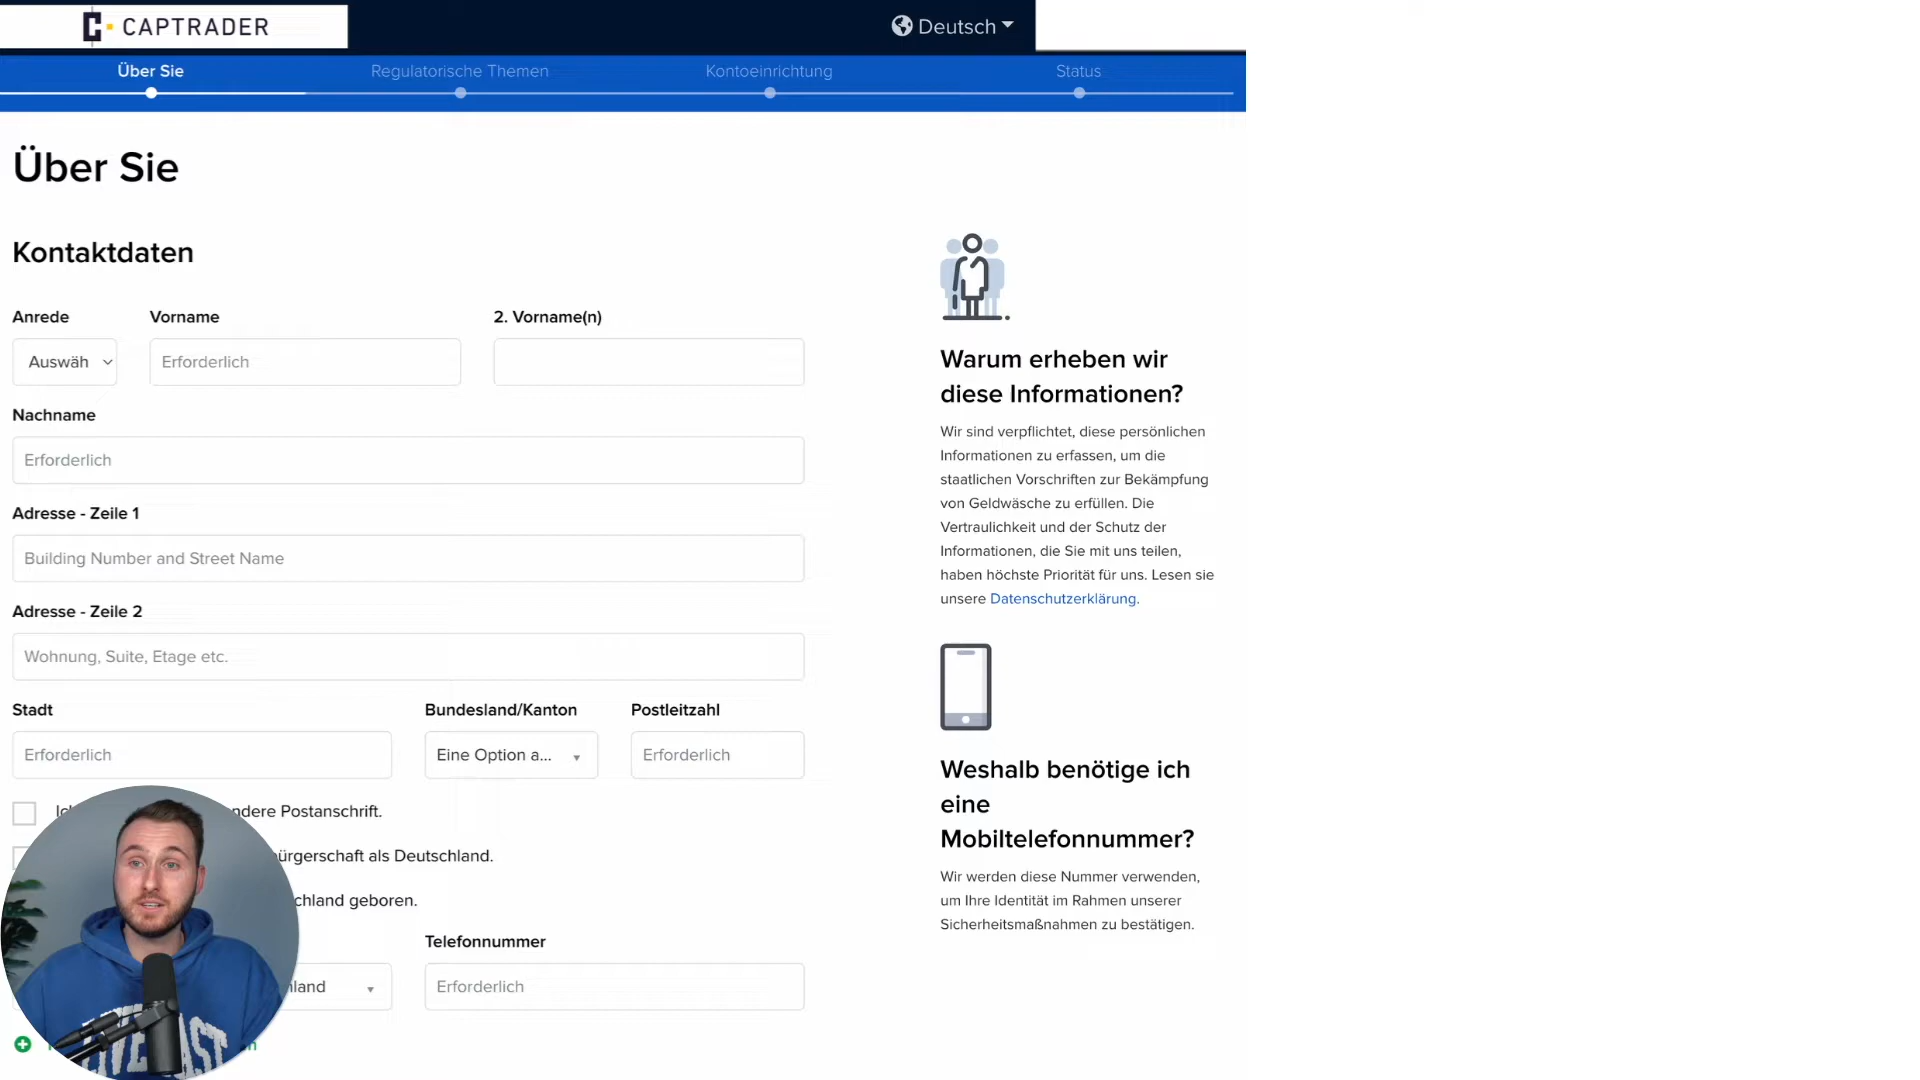 CAPTRADER
Deutsch
Über Sie
Regulatorische Themen
Kontoeinrichtung
Status
Über Sie
Kontaktdaten
Anrede
Vorname
2. Vorname(n)
Auswäh
Erforderlich
Nachname
Erforderlich
Adresse - Zeile 1
Building Number and Street Name
Adresse - Zeile 2
Wohnung, Suite, Etage etc.
Stadt
Bundesland/Kanton
Postleitzahl
Erforderlich
Eine Option a...
Erforderlich
ndere Postanschrift.
ürgerschaft als Deutschland.
chland geboren.
Telefonnummer
land
Erforderlich
Warum erheben wir
diese Informationen?
Wir sind verpflichtet, diese persönlichen
Informationen zu erfassen, um die
staatlichen Vorschriften zur Bekämpfung
von Geldwäsche zu erfüllen. Die
Vertraulichkeit und der Schutz der
Informationen, die Sie mit uns teilen,
haben höchste Priorität für uns. Lesen sie
unsere Datenschutzerklärung.
Weshalb benötige ich
eine
Mobiltelefonnummer?
Wir werden diese Nummer verwenden,
um Ihre Identität im Rahmen unserer
Sicherheitsmaßnahmen zu bestätigen.